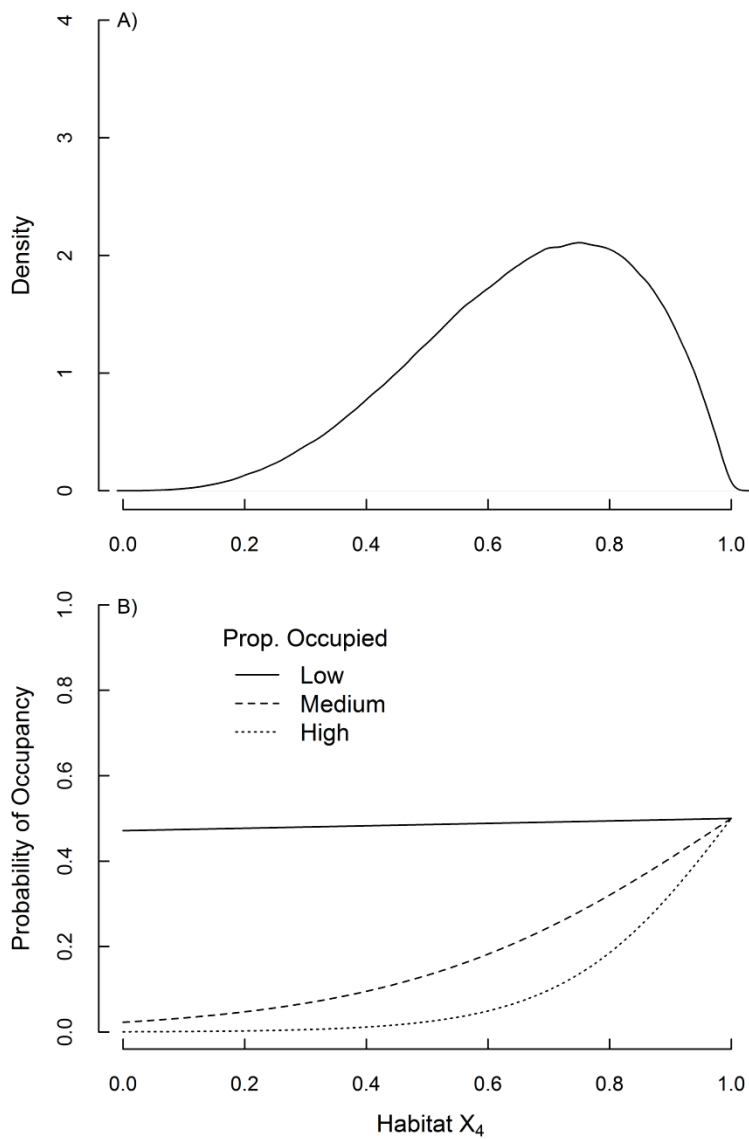 A)
4
3
2
1
0
Density
0.0 0.2 0.4 0.6 0.8 1.0
B)
1.0
0.8
0.6
0.4
0.2
0.0
Probability of Occupancy
Prop. Occupied
Low
Medium
High
0.0 0.2 0.4 0.6 0.8 1.0
Habitat X₄